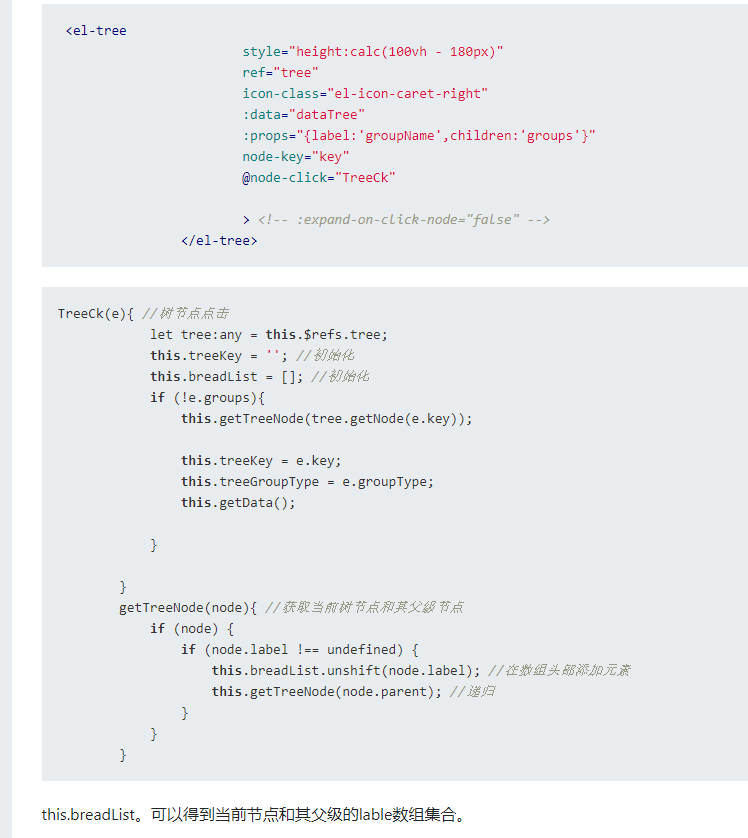 <el-tree
style="height:calc(100vh - 180px)"
ref="tree"
icon-class="el-icon-caret-right"
:data="dataTree"
:props="{label:'groupName',children:'groups'}"
node-key="key"
@node-click="TreeCk"
> <!-- :expand-on-click-node="false" -->
</el-tree>
TreeCk(e){ //树节点点击
let tree:any = this.$refs.tree;
this.treeKey = ''; //初始化
this.breadList = []; //初始化
if (!e.groups){
this.getTreeNode(tree.getNode(e.key));
this.treeKey = e.key;
this.treeGroupType = e.groupType;
this.getData();
}
}
getTreeNode(node){ //获取当前树节点和其父级节点
if (node) {
if (node.label !== undefined) {
this.breadList.unshift(node.label); //在数组头部添加元素
this.getTreeNode(node.parent); //递归
}
}
}
this.breadList。可以得到当前节点和其父级的lable数组集合。